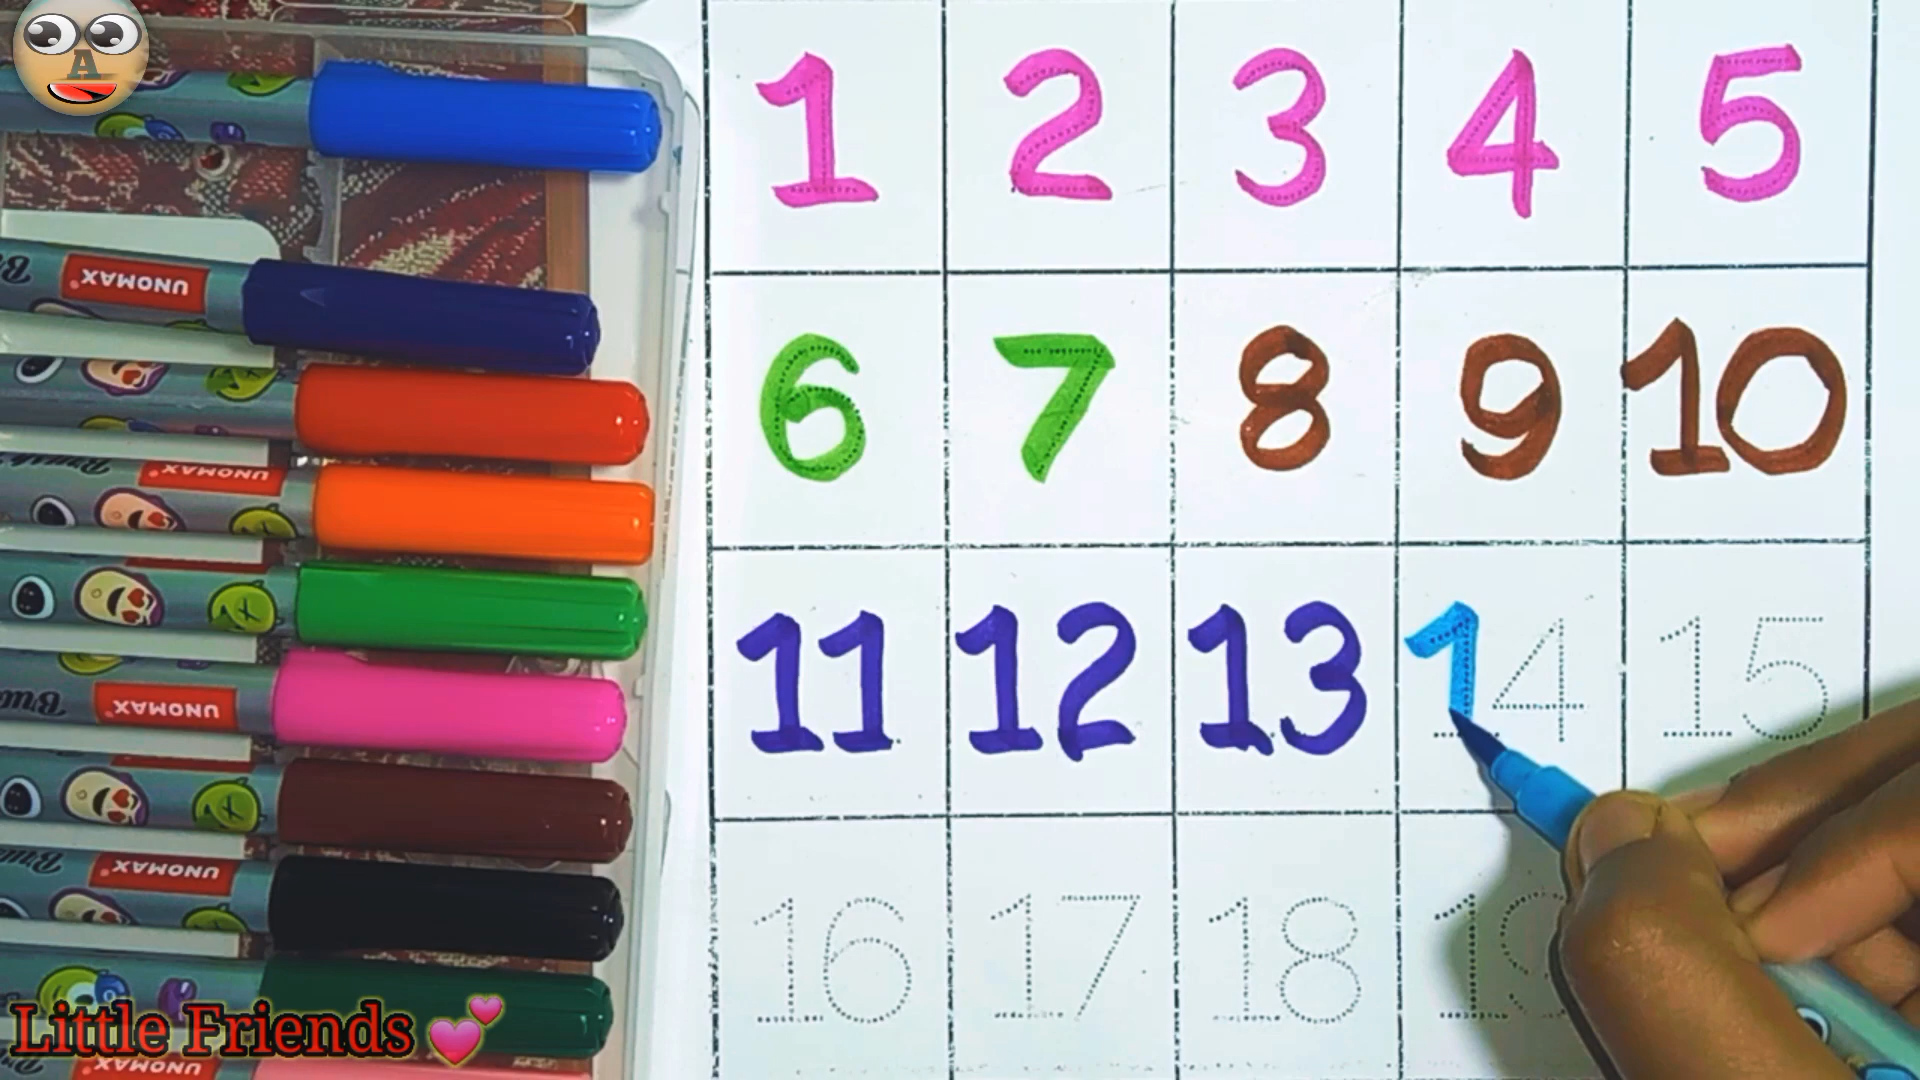 A
1 2 3 4 5
UNOMAX
6 7 8 9 10
UNOMAX
11 12 13 14 15
UNOMAX
UNOMAX
16 17 18 19
Little Friends
UNOMAX